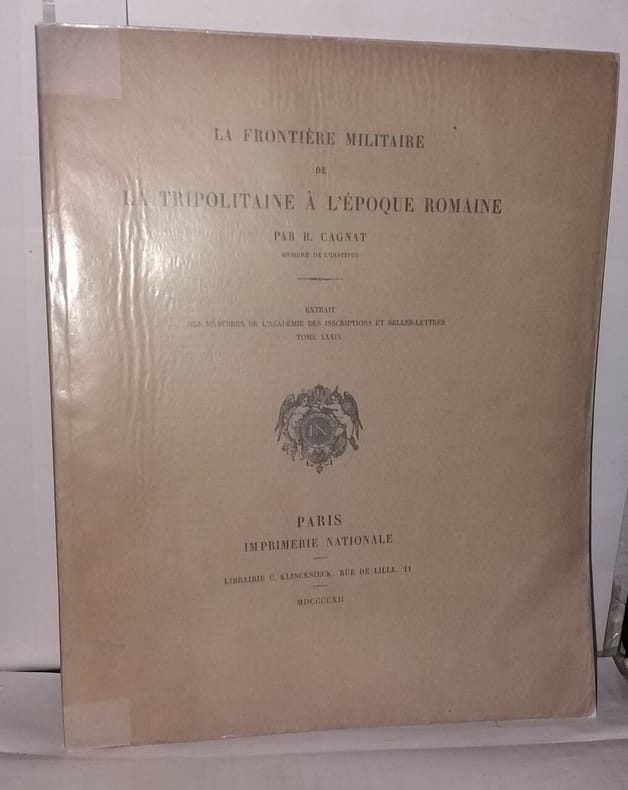 LA FRONTIÈRE MILITAIRE
DE
LA TRIPOLITAINE À L'ÉPOQUE ROMAINE
PAR R. CAGNAT
MEMBRE DE L'INSTITUT
EXTRAIT
DES MÉMOIRES DE L'ACADÉMIE DES INSCRIPTIONS ET BELLES-LETTRES
TOME XXXIX
IN
PARIS
IMPRIMERIE NATIONALE
LIBRAIRIE C. KLINCKSIECK, RUE DE LILLE, 11
MDCCCCXII